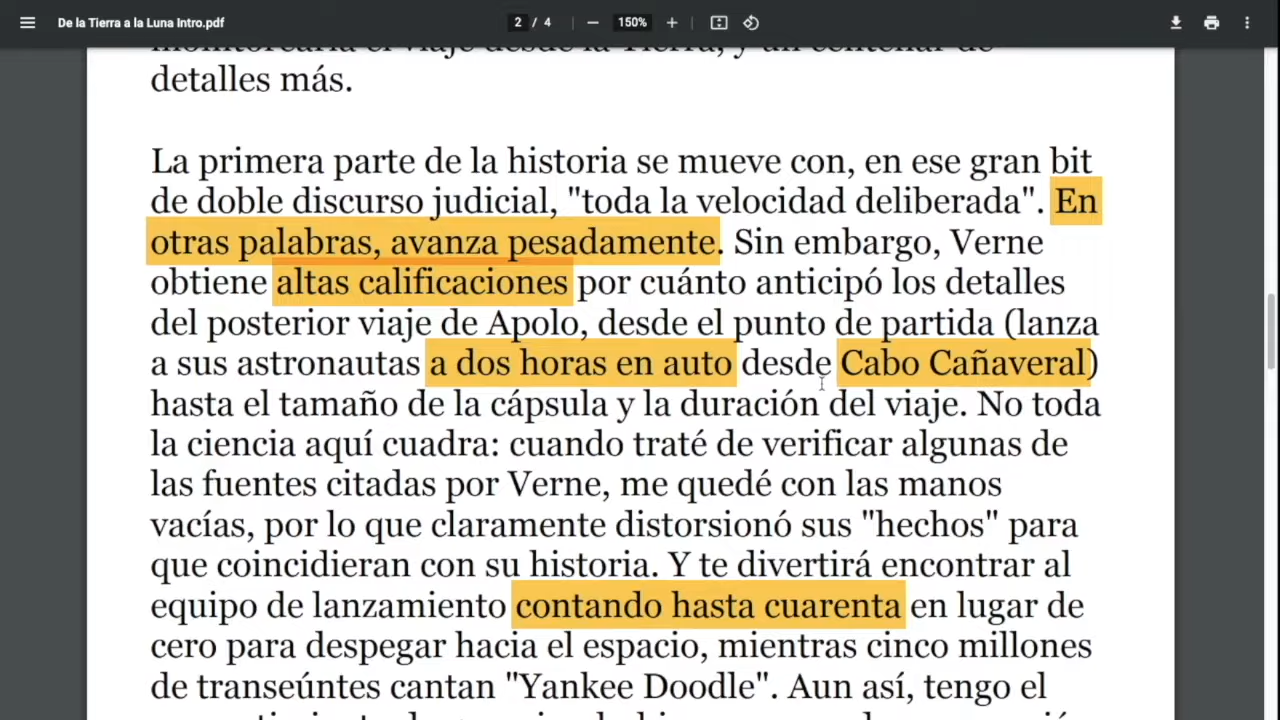 De la Tierra a la Luna Intro.pdf
2 / 4
150%
detalles más.
La primera parte de la historia se mueve con, en ese gran bit
de doble discurso judicial, "toda la velocidad deliberada". En
otras palabras, avanza pesadamente. Sin embargo, Verne
obtiene altas calificaciones por cuánto anticipó los detalles
del posterior viaje de Apolo, desde el punto de partida (lanza
a sus astronautas a dos horas en auto desde Cabo Cañaveral)
hasta el tamaño de la cápsula y la duración del viaje. No toda
la ciencia aquí cuadra: cuando traté de verificar algunas de
las fuentes citadas por Verne, me quedé con las manos
vacías, por lo que claramente distorsionó sus "hechos" para
que coincidieran con su historia. Y te divertirá encontrar al
equipo de lanzamiento contando hasta cuarenta en lugar de
cero para despegar hacia el espacio, mientras cinco millones
de transeúntes cantan "Yankee Doodle". Aun así, tengo el